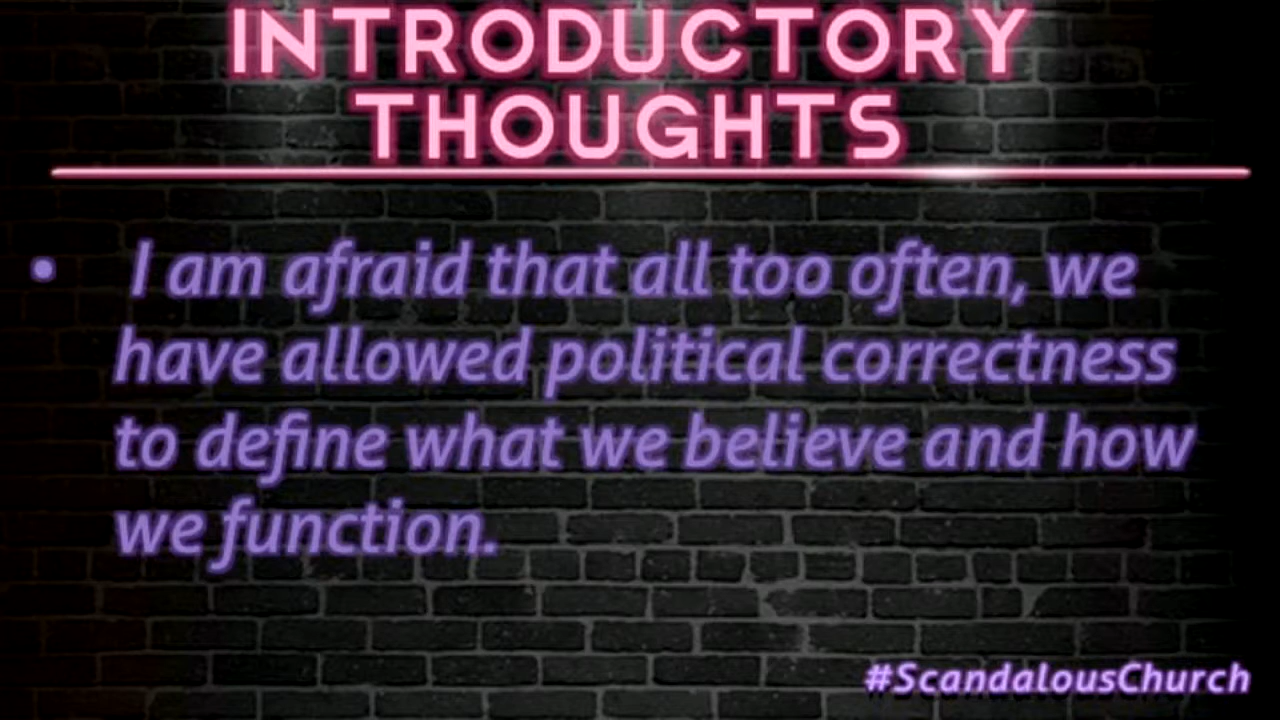 INTRODUCTORY
THOUGHTS
• I am afraid that all too often, we
have allowed political correctness
to define what we believe and how
we function.
#ScandalousChurch